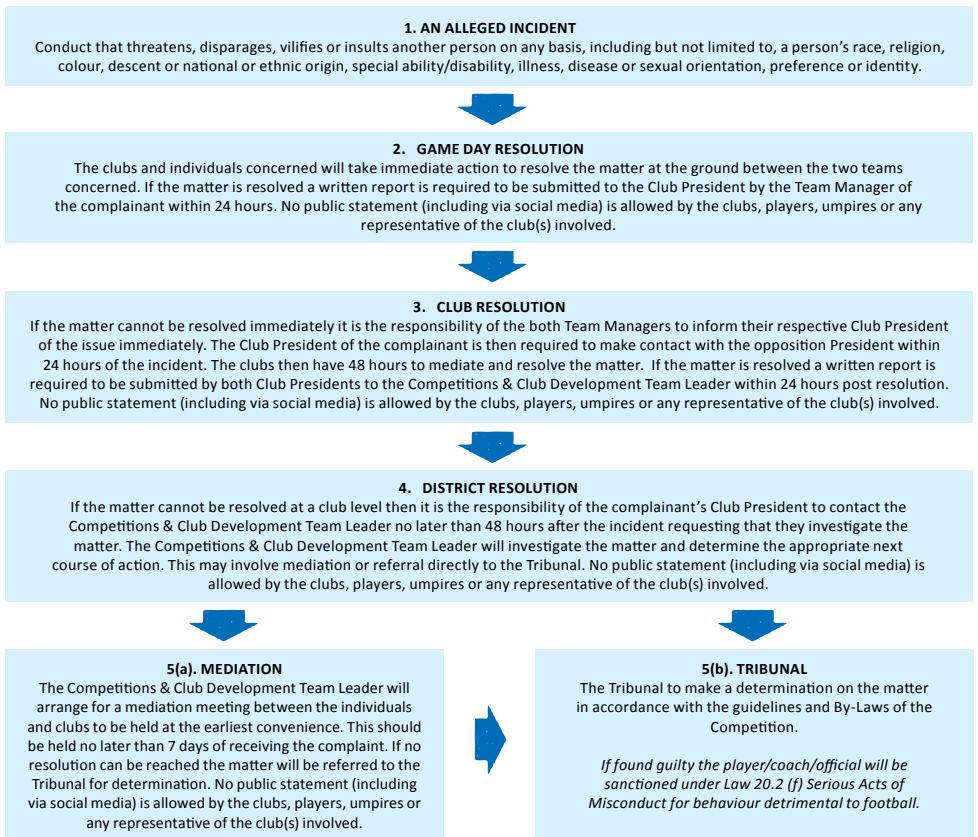 1. AN ALLEGED INCIDENT
Conduct that threatens, disparages, vilifies or insults another person on any basis, including but not limited to, a person's race, religion,
colour, descent or national or ethnic origin, special ability/disability, illness, disease or sexual orientation, preference or identity.
2. GAME DAY RESOLUTION
The clubs and individuals concerned will take immediate action to resolve the matter at the ground between the two teams
concerned. If the matter is resolved a written report is required to be submitted to the Club President by the Team Manager of
the complainant within 24 hours. No public statement (including via social media) is allowed by the clubs, players, umpires or any
representative of the club(s) involved.
3. CLUB RESOLUTION
If the matter cannot be resolved immediately it is the responsibility of the both Team Managers to inform their respective Club President
of the issue immediately. The Club President of the complainant is then required to make contact with the opposition President within
24 hours of the incident. The clubs then have 48 hours to mediate and resolve the matter. If the matter is resolved a written report is
required to be submitted by both Club Presidents to the Competitions & Club Development Team Leader within 24 hours post resolution.
No public statement (including via social media) is allowed by the clubs, players, umpires or any representative of the club(s) involved.
4. DISTRICT RESOLUTION
If the matter cannot be resolved at a club level then it is the responsibility of the complainant's Club President to contact the
Competitions & Club Development Team Leader no later than 48 hours after the incident requesting that they investigate the
matter. The Competitions & Club Development Team Leader will investigate the matter and determine the appropriate next
course of action. This may involve mediation or referral directly to the Tribunal. No public statement (including via social media) is
allowed by the clubs, players, umpires or any representative of the club(s) involved.
5(a). MEDIATION
The Competitions & Club Development Team Leader will
arrange for a mediation meeting between the individuals
and clubs to be held at the earliest convenience. This should
be held no later than 7 days of receiving the complaint. If no
resolution can be reached the matter will be referred to the
Tribunal for determination. No public statement (including
via social media) is allowed by the clubs, players, umpires or
any representative of the club(s) involved.
5(b). TRIBUNAL
The Tribunal to make a determination on the matter
in accordance with the guidelines and By-Laws of the
Competition.
If found guilty the player/coach/official will be
sanctioned under Law 20.2 (f) Serious Acts of
Misconduct for behaviour detrimental to football.